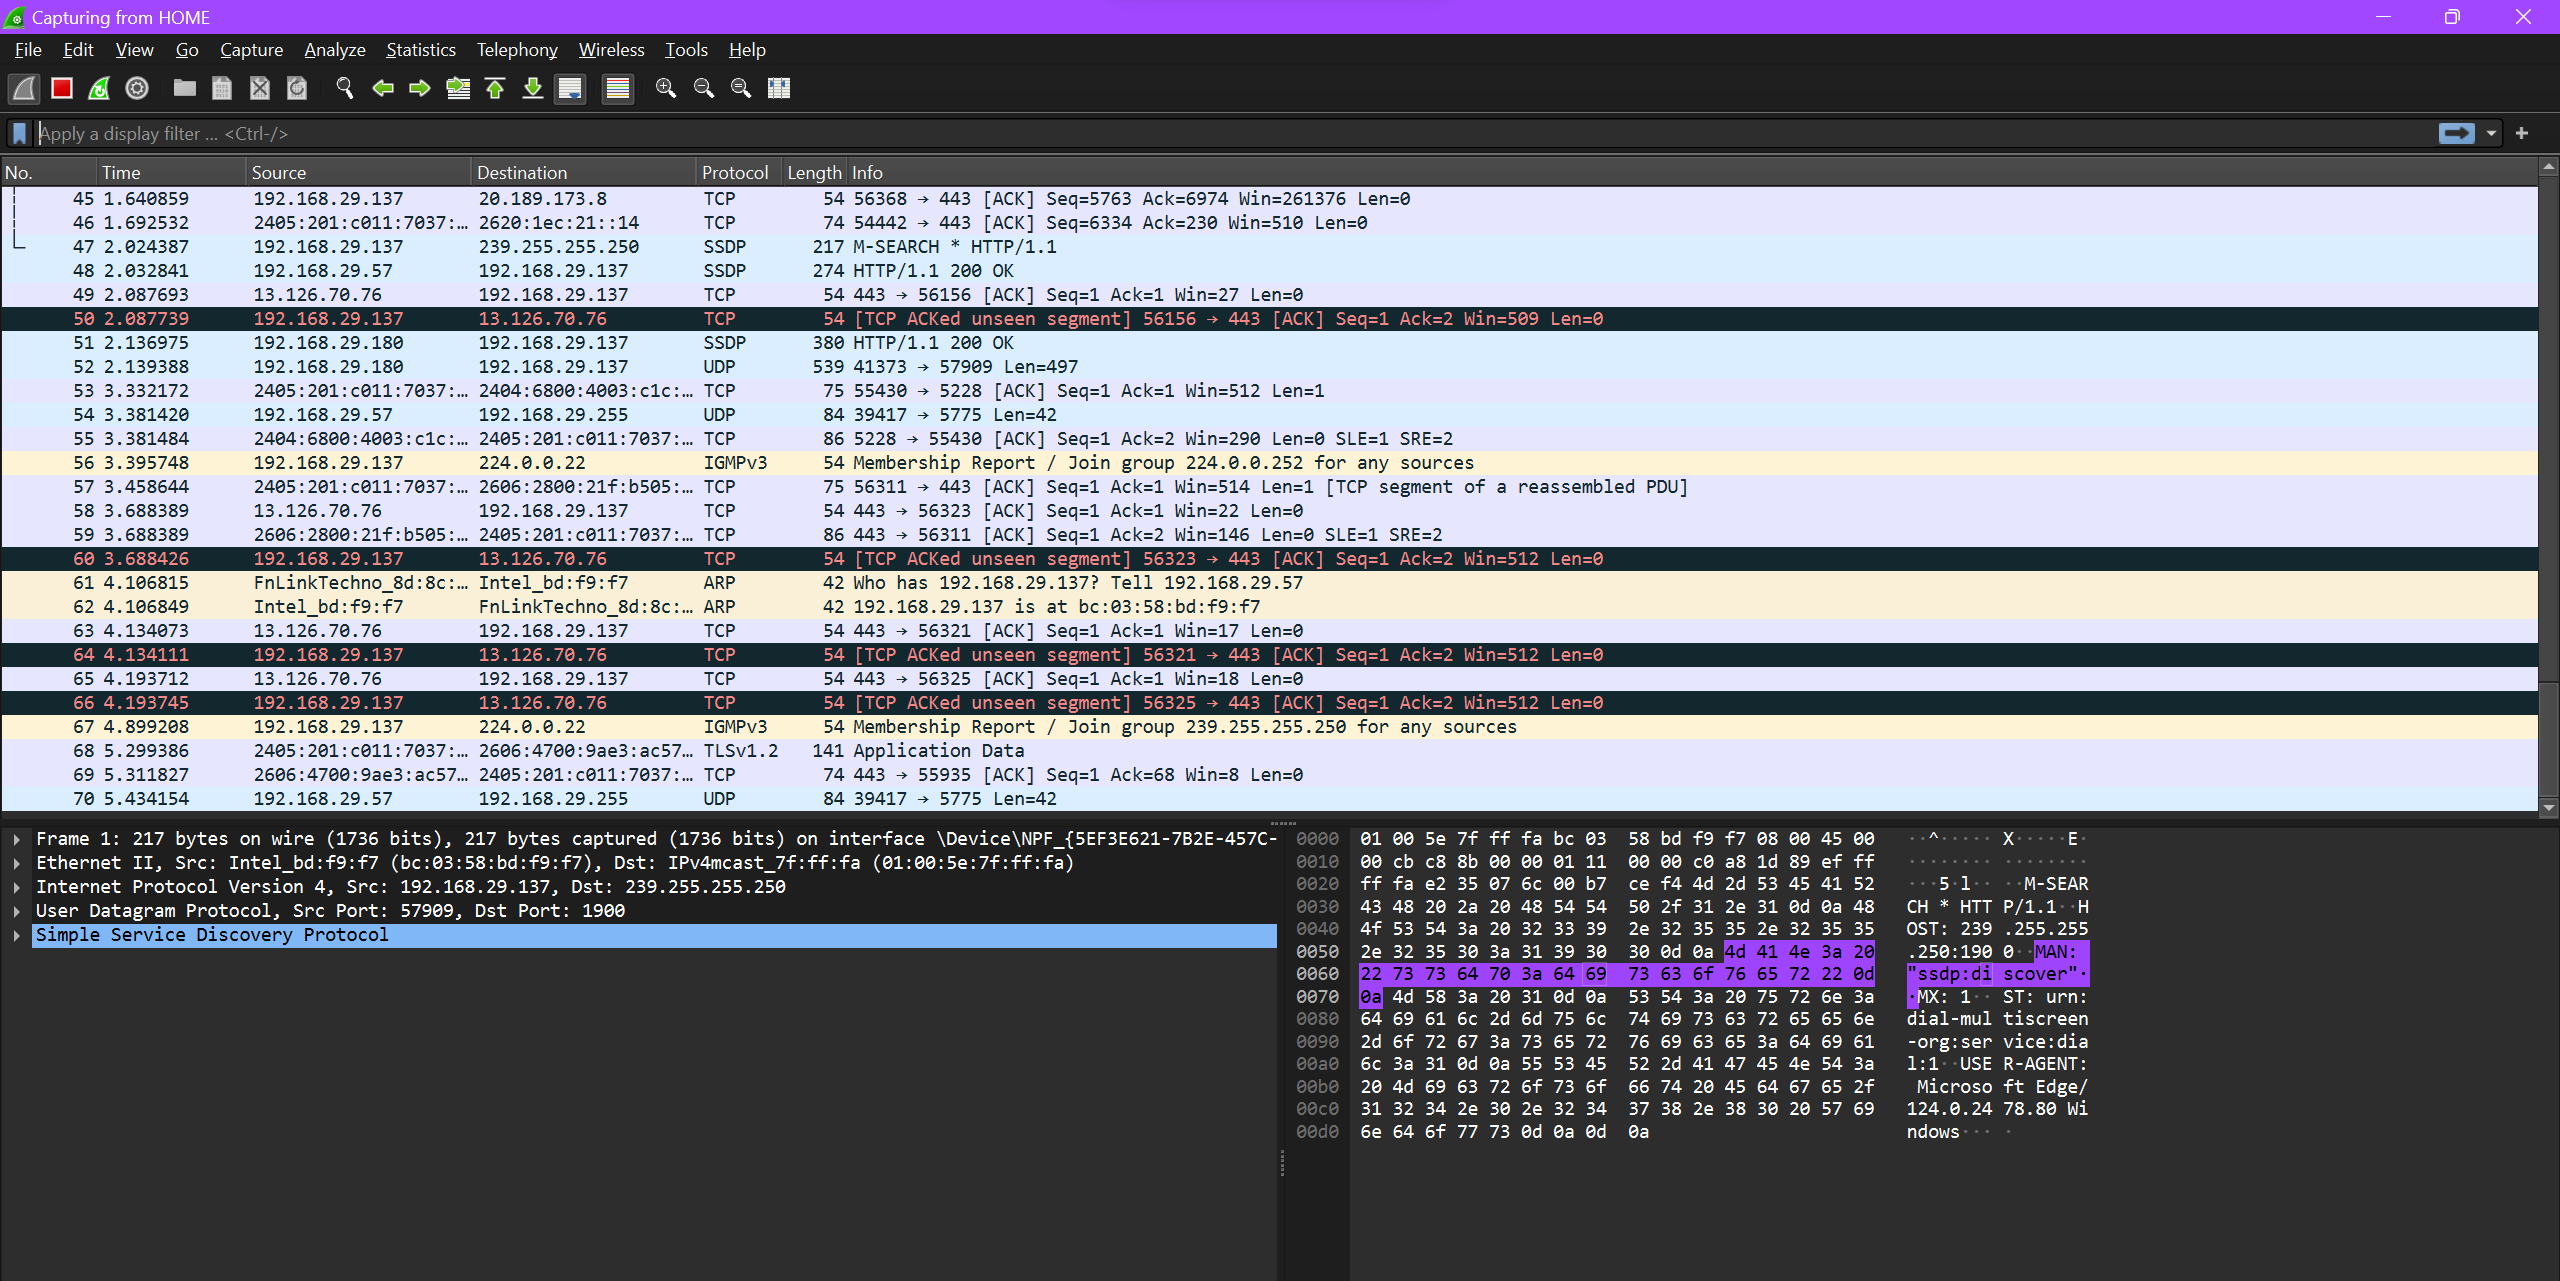 Capturing from HOME
File Edit View Go Capture Analyze Statistics Telephony Wireless Tools Help
Apply a display filter ... <Ctrl-/>
No. Time Source Destination Protocol Length Info
45 1.640859 192.168.29.137 20.189.173.8 TCP 54 56368 → 443 [ACK] Seq=5763 Ack=6974 Win=261376 Len=0
46 1.692532 2405:201:c011:7037:… 2620:1ec:21::14 TCP 74 54442 → 443 [ACK] Seq=6334 Ack=230 Win=510 Len=0
47 2.024387 192.168.29.137 239.255.255.250 SSDP 217 M-SEARCH * HTTP/1.1
48 2.032841 192.168.29.57 192.168.29.137 SSDP 274 HTTP/1.1 200 OK
49 2.087693 13.126.70.76 192.168.29.137 TCP 54 443 → 56156 [ACK] Seq=1 Ack=1 Win=27 Len=0
50 2.087739 192.168.29.137 13.126.70.76 TCP 54 [TCP ACKed unseen segment] 56156 → 443 [ACK] Seq=1 Ack=2 Win=509 Len=0
51 2.136975 192.168.29.180 192.168.29.137 SSDP 380 HTTP/1.1 200 OK
52 2.139388 192.168.29.180 192.168.29.137 UDP 539 41373 → 57909 Len=497
53 3.332172 2405:201:c011:7037:… 2404:6800:4003:c1c:… TCP 75 55430 → 5228 [ACK] Seq=1 Ack=1 Win=512 Len=1
54 3.381420 192.168.29.57 192.168.29.255 UDP 84 39417 → 5775 Len=42
55 3.381484 2404:6800:4003:c1c:… 2405:201:c011:7037:… TCP 86 5228 → 55430 [ACK] Seq=1 Ack=2 Win=290 Len=0 SLE=1 SRE=2
56 3.395748 192.168.29.137 224.0.0.22 IGMPv3 54 Membership Report / Join group 224.0.0.252 for any sources
57 3.458644 2405:201:c011:7037:… 2606:2800:21f:b505:… TCP 75 56311 → 443 [ACK] Seq=1 Ack=1 Win=514 Len=1 [TCP segment of a reassembled PDU]
58 3.688389 13.126.70.76 192.168.29.137 TCP 54 443 → 56323 [ACK] Seq=1 Ack=1 Win=22 Len=0
59 3.688389 2606:2800:21f:b505:… 2405:201:c011:7037:… TCP 86 443 → 56311 [ACK] Seq=1 Ack=2 Win=146 Len=0 SLE=1 SRE=2
60 3.688426 192.168.29.137 13.126.70.76 TCP 54 [TCP ACKed unseen segment] 56323 → 443 [ACK] Seq=1 Ack=2 Win=512 Len=0
61 4.106815 FnLinkTechno_8d:8c:… Intel_bd:f9:f7 ARP 42 Who has 192.168.29.137? Tell 192.168.29.57
62 4.106849 Intel_bd:f9:f7 FnLinkTechno_8d:8c:… ARP 42 192.168.29.137 is at bc:03:58:bd:f9:f7
63 4.134073 13.126.70.76 192.168.29.137 TCP 54 443 → 56321 [ACK] Seq=1 Ack=1 Win=17 Len=0
64 4.134111 192.168.29.137 13.126.70.76 TCP 54 [TCP ACKed unseen segment] 56321 → 443 [ACK] Seq=1 Ack=2 Win=512 Len=0
65 4.193712 13.126.70.76 192.168.29.137 TCP 54 443 → 56325 [ACK] Seq=1 Ack=1 Win=18 Len=0
66 4.193745 192.168.29.137 13.126.70.76 TCP 54 [TCP ACKed unseen segment] 56325 → 443 [ACK] Seq=1 Ack=2 Win=512 Len=0
67 4.899208 192.168.29.137 224.0.0.22 IGMPv3 54 Membership Report / Join group 239.255.255.250 for any sources
68 5.299386 2405:201:c011:7037:… 2606:4700:9ae3:ac57… TLSv1.2 141 Application Data
69 5.311827 2606:4700:9ae3:ac57… 2405:201:c011:7037:… TCP 74 443 → 55935 [ACK] Seq=1 Ack=68 Win=8 Len=0
70 5.434154 192.168.29.57 192.168.29.255 UDP 84 39417 → 5775 Len=42
Frame 1: 217 bytes on wire (1736 bits), 217 bytes captured (1736 bits) on interface \Device\NPF_{5EF3E621-7B2E-457C-
Ethernet II, Src: Intel_bd:f9:f7 (bc:03:58:bd:f9:f7), Dst: IPv4mcast_7f:ff:fa (01:00:5e:7f:ff:fa)
Internet Protocol Version 4, Src: 192.168.29.137, Dst: 239.255.255.250
User Datagram Protocol, Src Port: 57909, Dst Port: 1900
Simple Service Discovery Protocol
0000 01 00 5e 7f ff fa bc 03 58 bd f9 f7 08 00 45 00 ··^····· X·····E·
0010 00 cb c8 8b 00 00 01 11 00 00 c0 a8 1d 89 ef ff ········ ········
0020 ff fa e2 35 07 6c 00 b7 ce f4 4d 2d 53 45 41 52 ···5·l·· ··M-SEAR
0030 43 48 20 2a 20 48 54 54 50 2f 31 2e 31 0d 0a 48 CH * HTT P/1.1··H
0040 4f 53 54 3a 20 32 33 39 2e 32 35 35 2e 32 35 35 OST: 239 .255.255
0050 2e 32 35 30 3a 31 39 30 30 0d 0a 4d 41 4e 3a 20 .250:190 0··MAN:
0060 22 73 73 64 70 3a 64 69 73 63 6f 76 65 72 22 0d "ssdp:di scover"·
0070 0a 4d 58 3a 20 31 0d 0a 53 54 3a 20 75 72 6e 3a ·MX: 1·· ST: urn:
0080 64 69 61 6c 2d 6d 75 6c 74 69 73 63 72 65 65 6e dial-mul tiscreen
0090 2d 6f 72 67 3a 73 65 72 76 69 63 65 3a 64 69 61 -org:ser vice:dia
00a0 6c 3a 31 0d 0a 55 53 45 52 2d 41 47 45 4e 54 3a l:1··USE R-AGENT:
00b0 20 4d 69 63 72 6f 73 6f 66 74 20 45 64 67 65 2f Microso ft Edge/
00c0 31 32 34 2e 30 2e 32 34 37 38 2e 38 30 20 57 69 124.0.24 78.80 Wi
00d0 6e 64 6f 77 73 0d 0a 0d 0a ndows··· ·